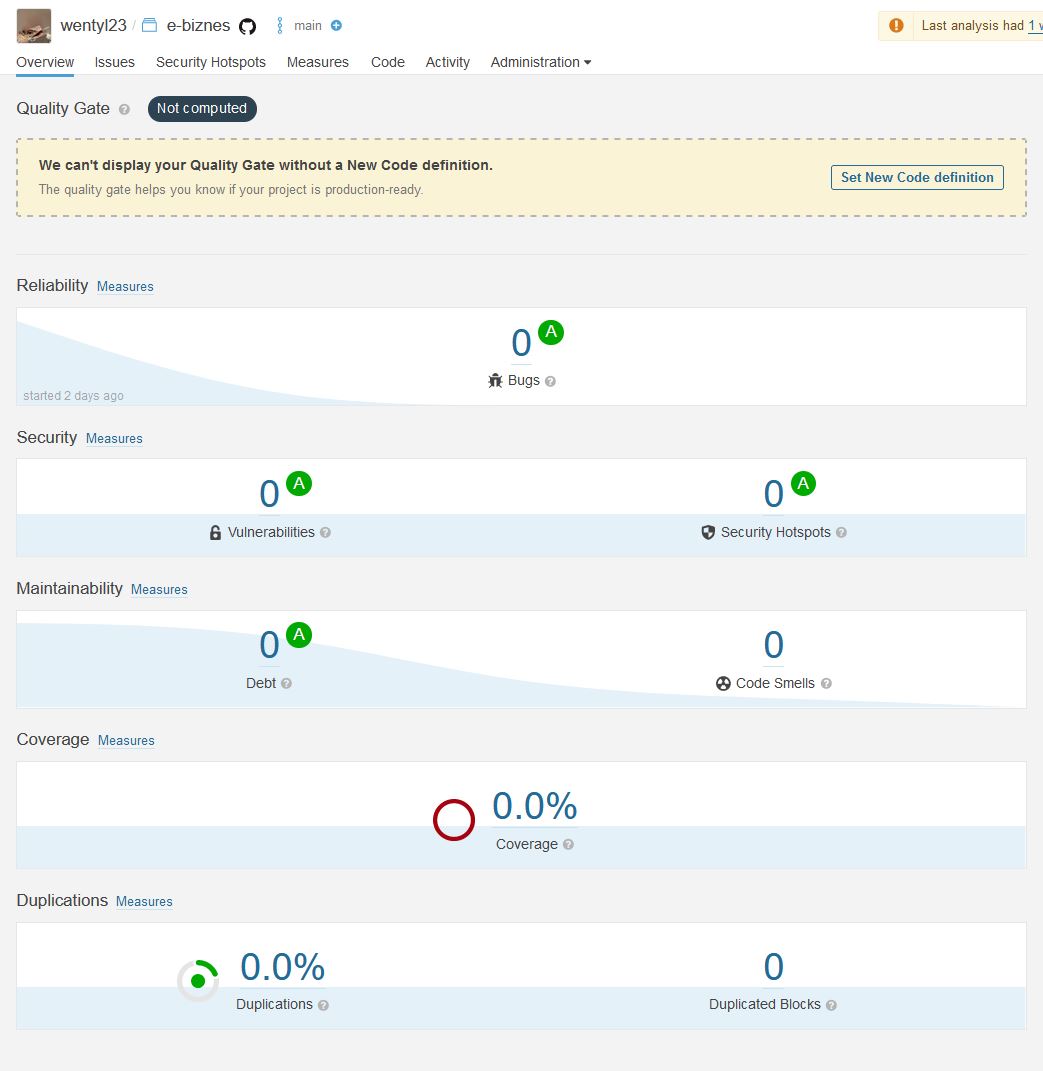 wentyl23 / e-biznes main
Last analysis had 1 w
Overview Issues Security Hotspots Measures Code Activity Administration
Quality Gate Not computed
We can't display your Quality Gate without a New Code definition.
The quality gate helps you know if your project is production-ready.
Set New Code definition
Reliability Measures
0 A
Bugs
started 2 days ago
Security Measures
0 A
Vulnerabilities
0 A
Security Hotspots
Maintainability Measures
0 A
Debt
0
Code Smells
Coverage Measures
0.0%
Coverage
Duplications Measures
0.0%
Duplications
0
Duplicated Blocks